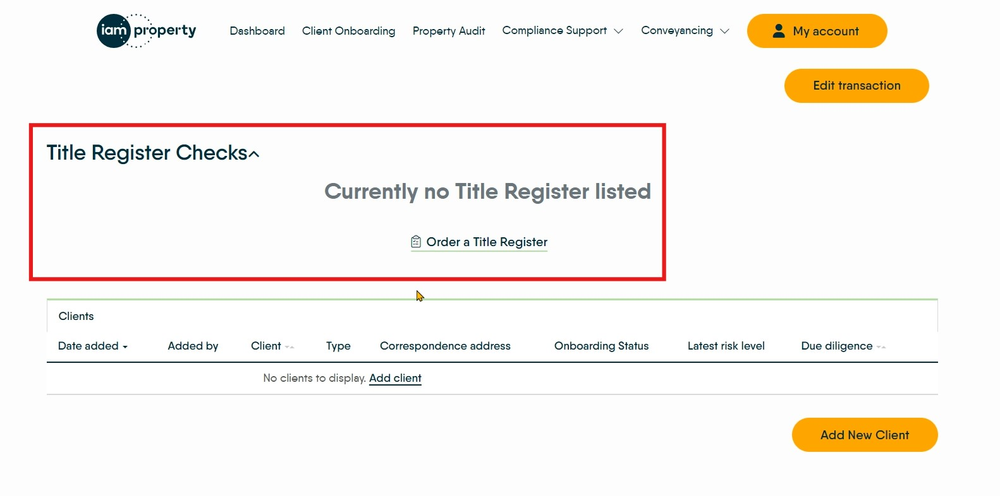 iam property
Dashboard Client Onboarding Property Audit Compliance Support Conveyancing My account
Edit transaction
Title Register Checks
Currently no Title Register listed
Order a Title Register
Clients
Date added Added by Client Type Correspondence address Onboarding Status Latest risk level Due diligence
No clients to display. Add client
Add New Client